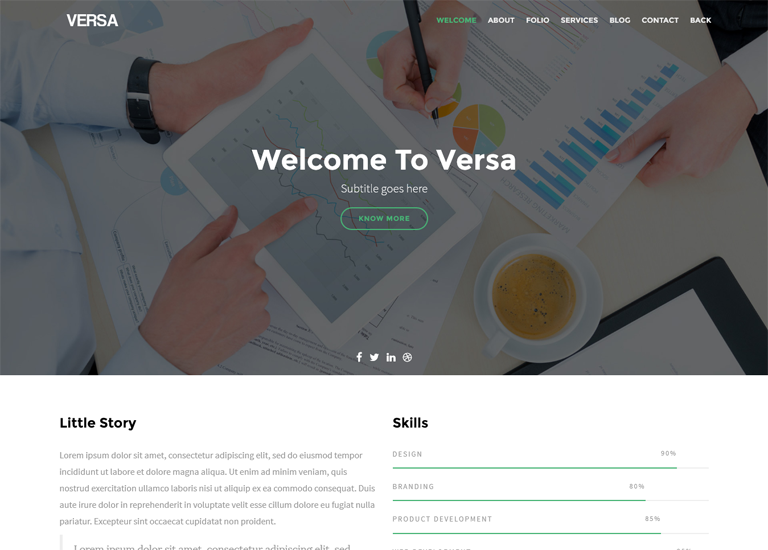 VERSA
WELCOME ABOUT FOLIO SERVICES BLOG CONTACT BACK
Welcome To Versa
Subtitle goes here
KNOW MORE
Little Story
Lorem ipsum dolor sit amet, consectetur adipiscing elit, sed do eiusmod tempor
incididunt ut labore et dolore magna aliqua. Ut enim ad minim veniam, quis
nostrud exercitation ullamco laboris nisi ut aliquip ex ea commodo consequat. Duis
aute irure dolor in reprehenderit in voluptate velit esse cillum dolore eu fugiat nulla
pariatur. Excepteur sint occaecat cupidatat non proident.
Lorem ipsum dolor sit amet, consectetur adipiscing elit, sed
Skills
DESIGN 90%
BRANDING 80%
PRODUCT DEVELOPMENT 85%